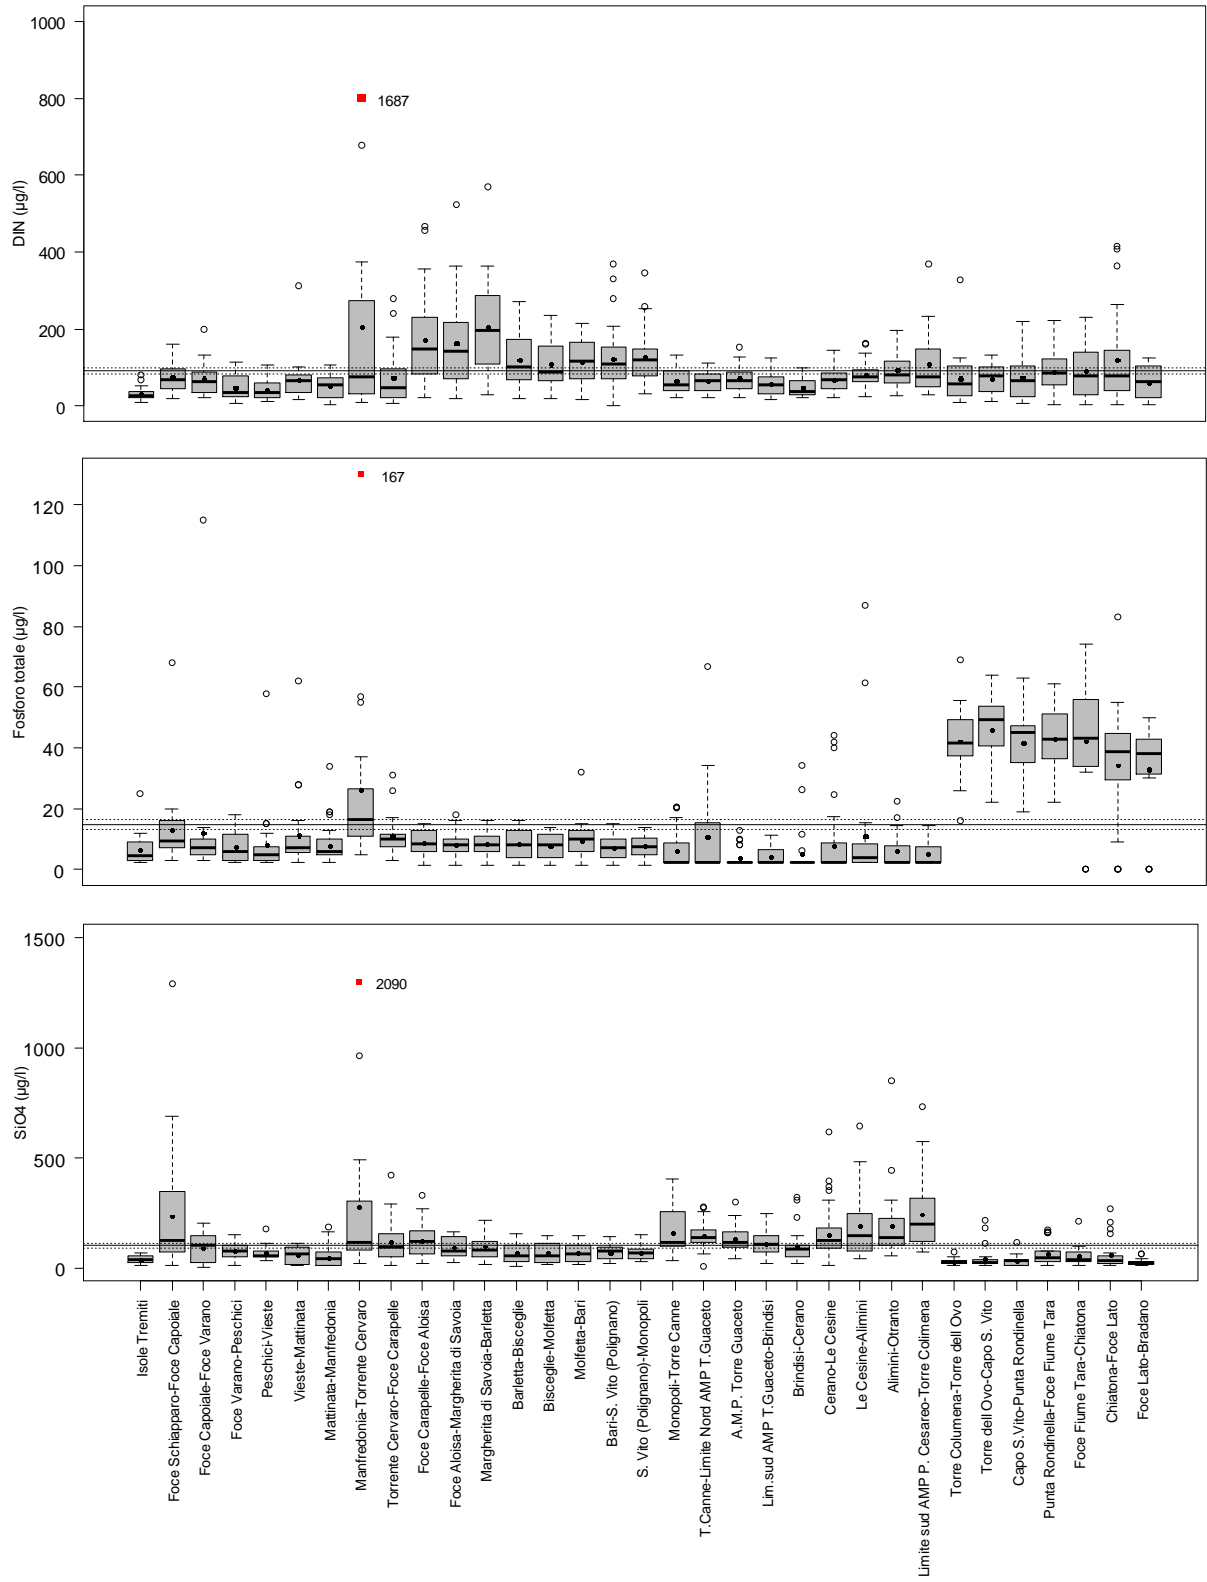 1000
800
600
400
200
0
DIN (µg/l)
1687
120
100
80
60
40
20
0
Fosforo totale (µg/l)
167
1500
1000
500
0
SiO4 (µg/l)
2090
Isole Tremiti
Foce Schiapparo-Foce Capoiale
Foce Capoiale-Foce Varano
Foce Varano-Peschici
Peschici-Vieste
Vieste-Mattinata
Mattinata-Manfredonia
Manfredonia-Torrente Cervaro
Torrente Cervaro-Foce Carapelle
Foce Carapelle-Foce Aloisa
Foce Aloisa-Margherita di Savoia
Margherita di Savoia-Barletta
Barletta-Bisceglie
Bisceglie-Molfetta
Molfetta-Bari
Bari-S. Vito (Polignano)
S. Vito (Polignano)-Monopoli
Monopoli-Torre Canne
T.Canne-Limite Nord AMP T.Guaceto
A.M.P. Torre Guaceto
Lim.sud AMP T.Guaceto-Brindisi
Brindisi-Cerano
Cerano-Le Cesine
Le Cesine-Alimini
Alimini-Otranto
Limite sud AMP P. Cesareo-Torre Colimena
Torre Columena-Torre dell Ovo
Torre dell Ovo-Capo S. Vito
Capo S.Vito-Punta Rondinella
Punta Rondinella-Foce Fiume Tara
Foce Fiume Tara-Chiatona
Chiatona-Foce Lato
Foce Lato-Bradano